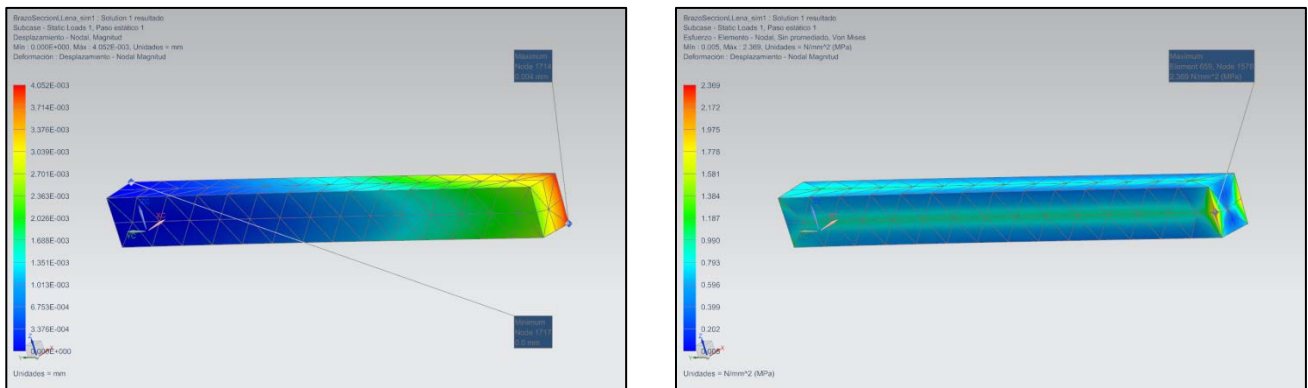 BrazoSeccionLLena_sim1 : Solution 1 resultado
Subcase - Static Loads 1, Paso estático 1
Desplazamiento - Nodal, Magnitud
Mín : 0.000E+000, Máx : 4.052E-003, Unidades = mm
Deformación : Desplazamiento - Nodal Magnitud
Maximum
Node 1714
0.004 mm
4.052E-003
3.714E-003
3.376E-003
3.039E-003
2.701E-003
2.363E-003
2.026E-003
1.688E-003
1.351E-003
1.013E-003
6.753E-004
3.376E-004
0.000E+000
Minimum
Node 1717
0.0 mm
Unidades = mm
BrazoSeccionLLena_sim1 : Solution 1 resultado
Subcase - Static Loads 1, Paso estático 1
Esfuerzo - Elemento - Nodal, Sin promediado, Von Mises
Mín : 0.005, Máx : 2.369, Unidades = N/mm^2 (MPa)
Deformación : Desplazamiento - Nodal Magnitud
Maximum
Element 659, Node 1576
2.369 N/mm^2 (MPa)
2.369
2.172
1.975
1.778
1.581
1.384
1.187
0.990
0.793
0.596
0.399
0.202
0.005
Unidades = N/mm^2 (MPa)